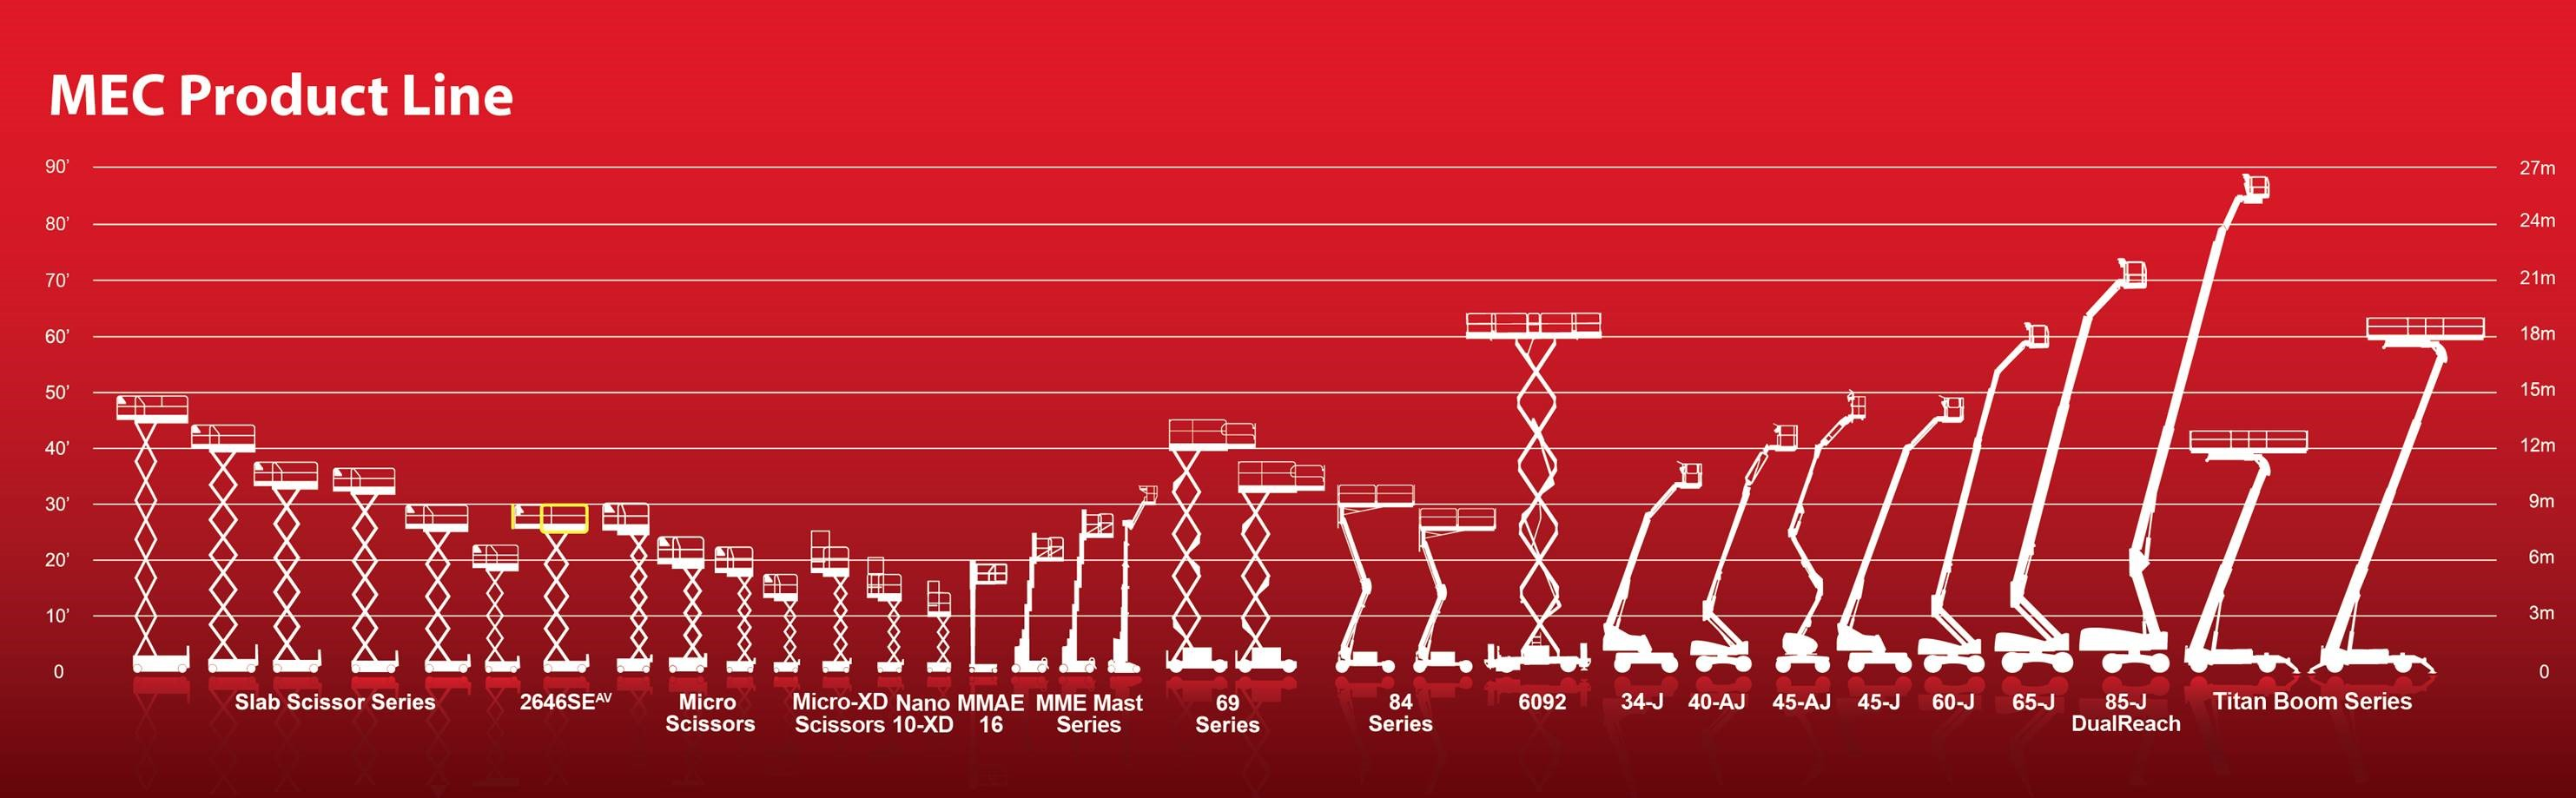 MEC Product Line
90' 27m
80' 24m
70' 21m
60' 18m
50' 15m
40' 12m
30' 9m
20' 6m
10' 3m
0 0
Slab Scissor Series
2646SEᴬⱽ
Micro
Scissors
Micro-XD
Scissors
Nano
10-XD
MMAE
16
MME Mast
Series
69
Series
84
Series
6092
34-J
40-AJ
45-AJ
45-J
60-J
65-J
85-J
DualReach
Titan Boom Series